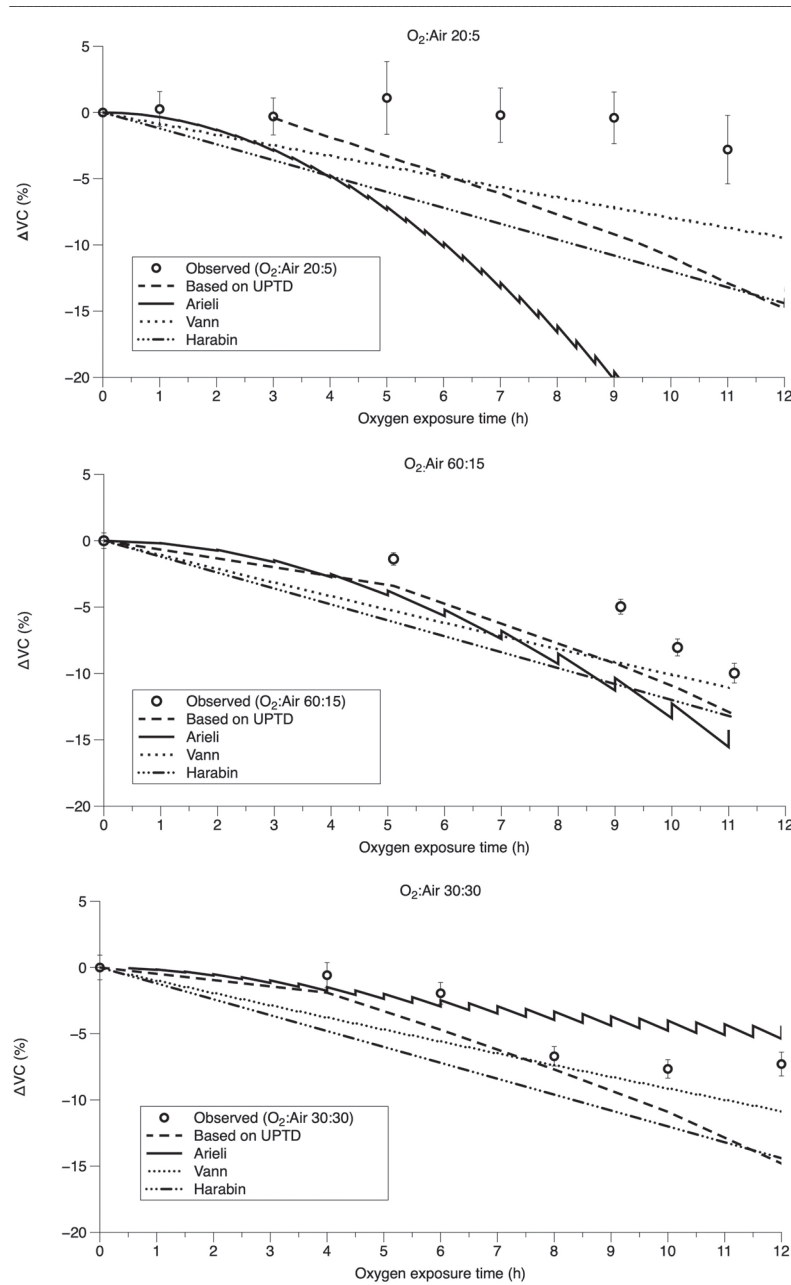 O2:Air 20:5
5
0
−5
−10
−15
−20
ΔVC (%)
Observed (O2:Air 20:5)
Based on UPTD
Arieli
Vann
Harabin
0 1 2 3 4 5 6 7 8 9 10 11 12
Oxygen exposure time (h)
O2:Air 60:15
5
0
−5
−10
−15
−20
ΔVC (%)
Observed (O2:Air 60:15)
Based on UPTD
Arieli
Vann
Harabin
0 1 2 3 4 5 6 7 8 9 10 11 12
Oxygen exposure time (h)
O2:Air 30:30
5
0
−5
−10
−15
−20
ΔVC (%)
Observed (O2:Air 30:30)
Based on UPTD
Arieli
Vann
Harabin
0 1 2 3 4 5 6 7 8 9 10 11 12
Oxygen exposure time (h)